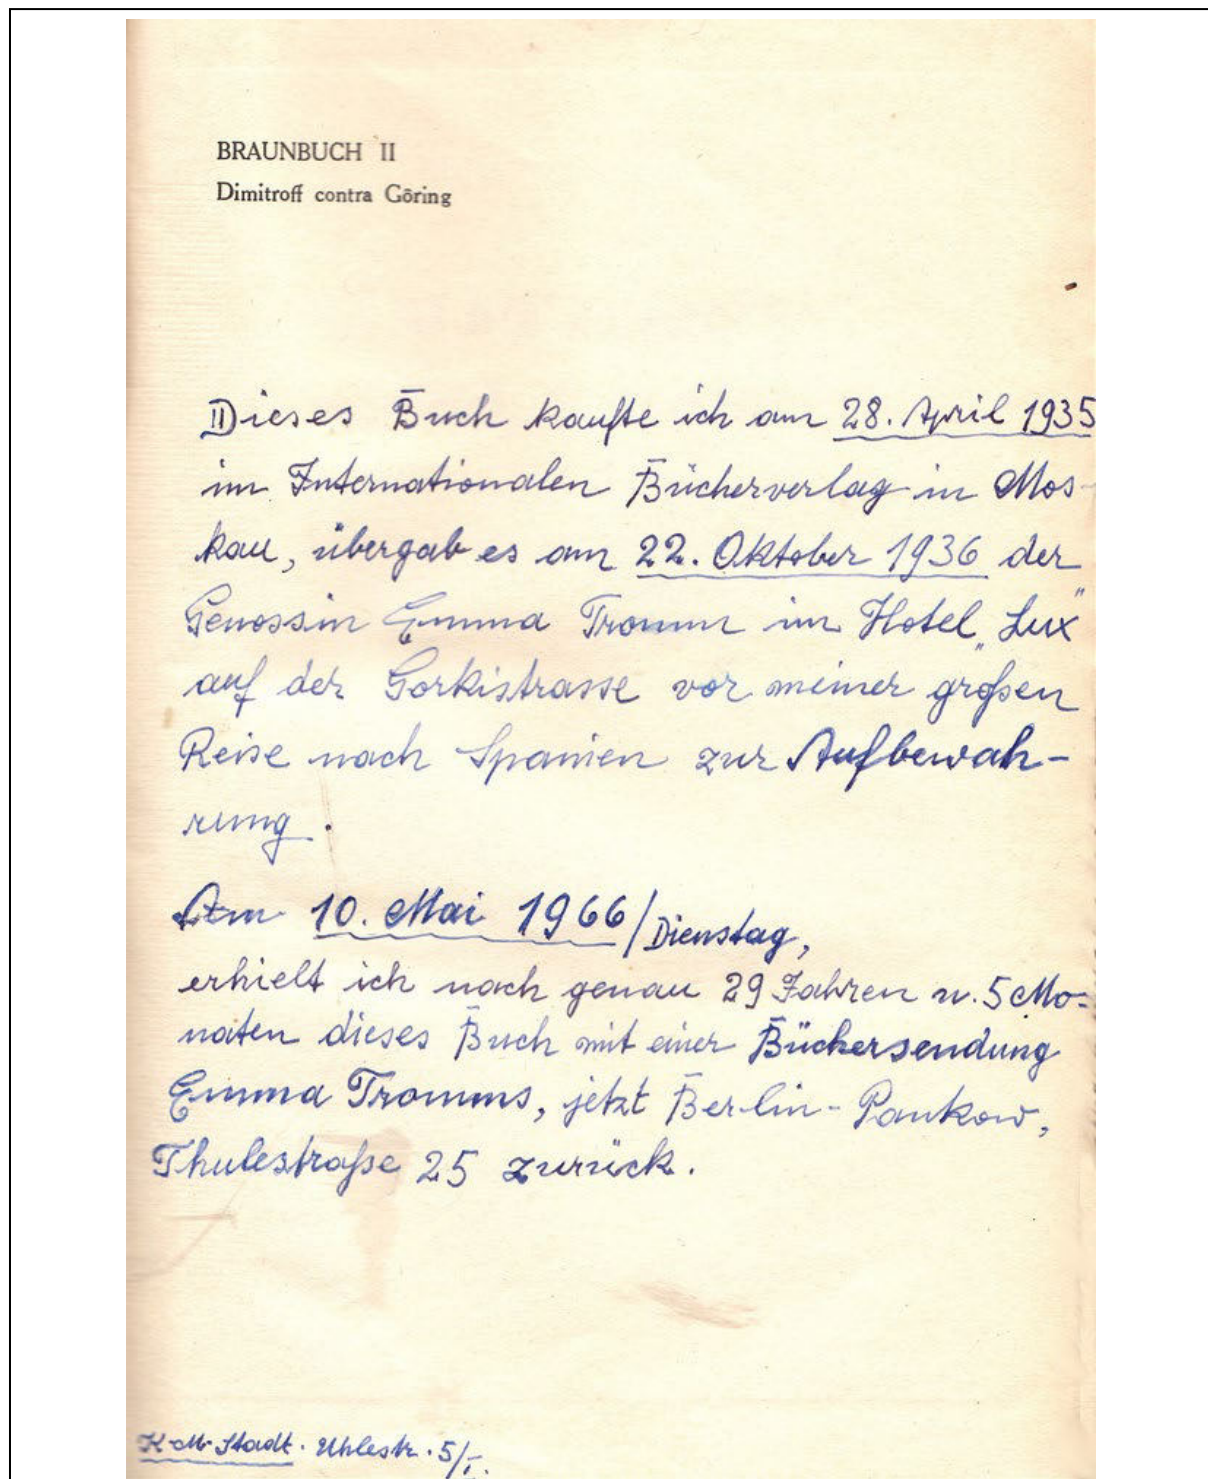 BRAUNBUCH II
Dimitroff contra Göring
Dieses Buch kaufte ich am 28. April 1935
im Internationalen Bücherverlag in Mos-
kau, übergab es am 22. Oktober 1936 der
Genossin Emma Tromm im Hotel „Lux"
auf der Gorkistrasse vor meiner großen
Reise nach Spanien zur Aufbewah-
rung.
Am 10. Mai 1966/Dienstag,
erhielt ich nach genau 29 Jahren u. 5 Mo=
naten dieses Buch mit einer Büchersendung
Emma Tromms, jetzt Berlin-Pankow,
Thulestraße 25 zurück.
K-M-Stadt. Uhlestr. 5/I.